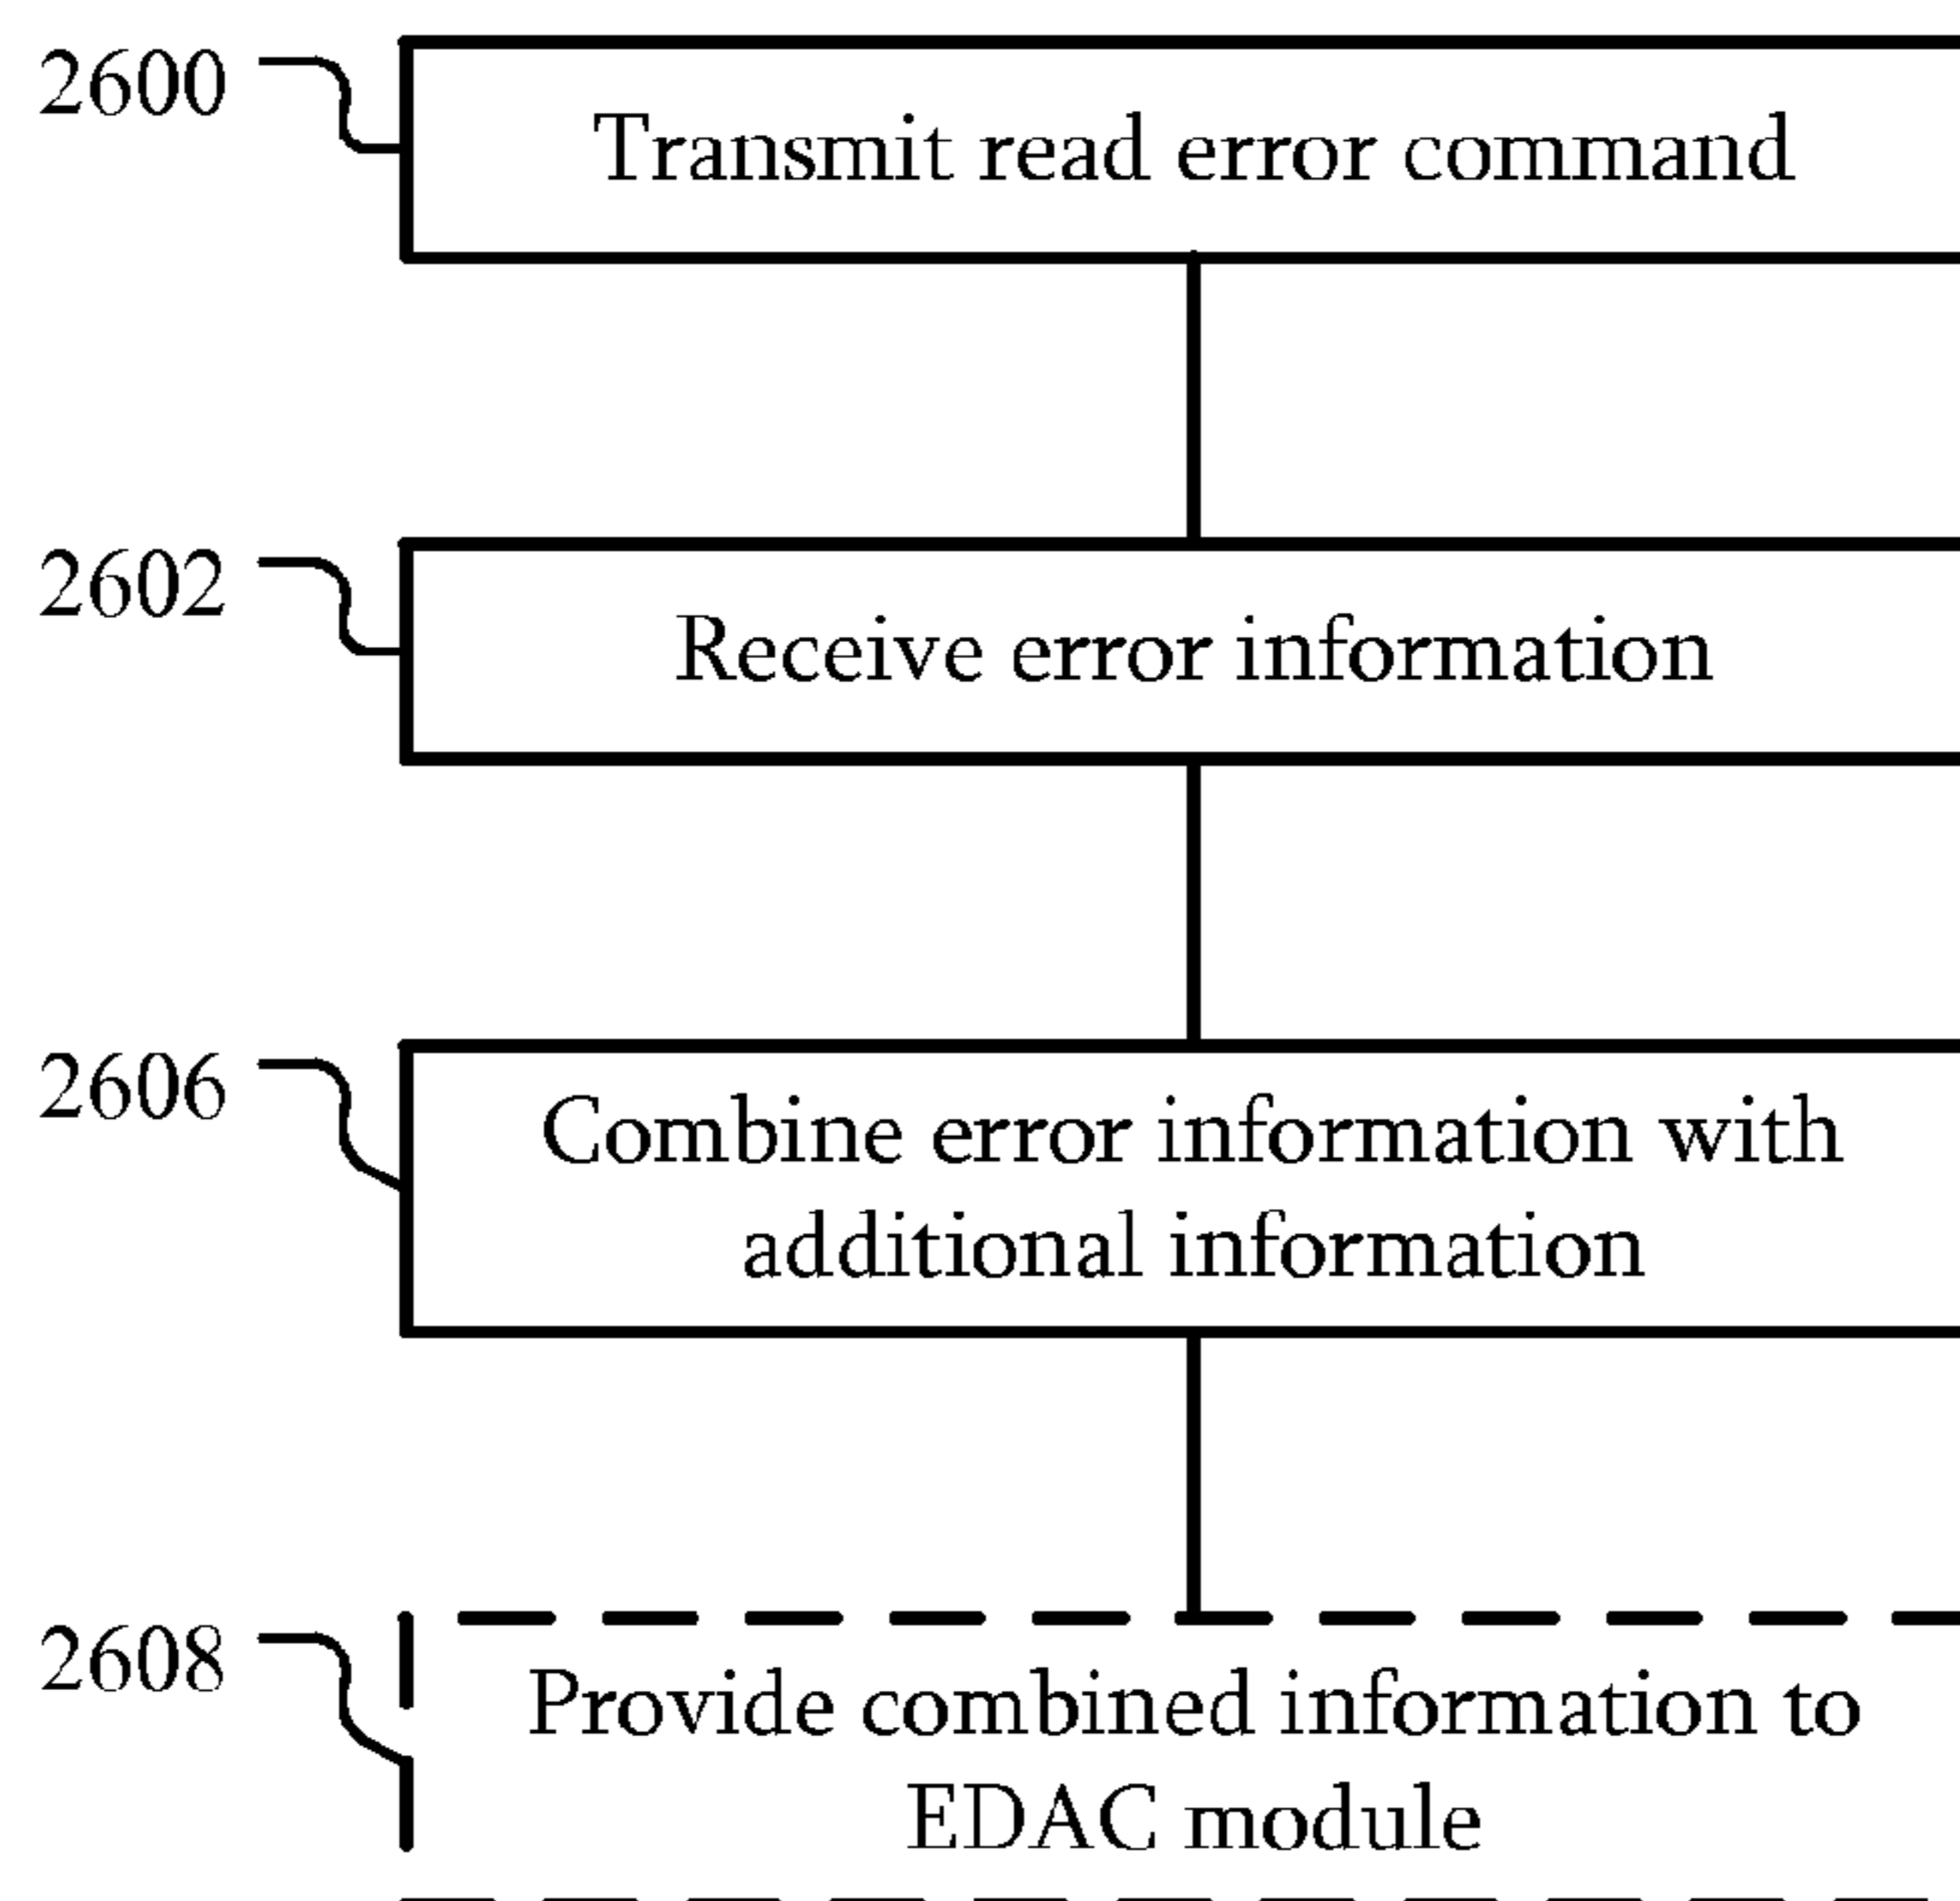 2600
Transmit read error command
2602
Receive error information
2606
Combine error information with
additional information
2608
Provide combined information to
EDAC module